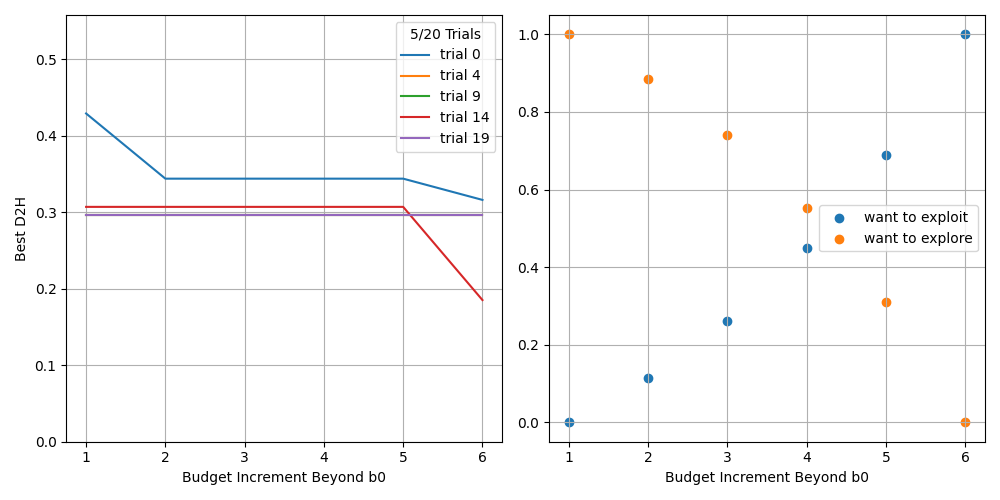 5/20 Trials
trial 0
trial 4
trial 9
trial 14
trial 19
Best D2H
0.5
0.4
0.3
0.2
0.1
0.0
1 2 3 4 5 6
Budget Increment Beyond b0
1.0
0.8
0.6
0.4
0.2
0.0
want to exploit
want to explore
1 2 3 4 5 6
Budget Increment Beyond b0